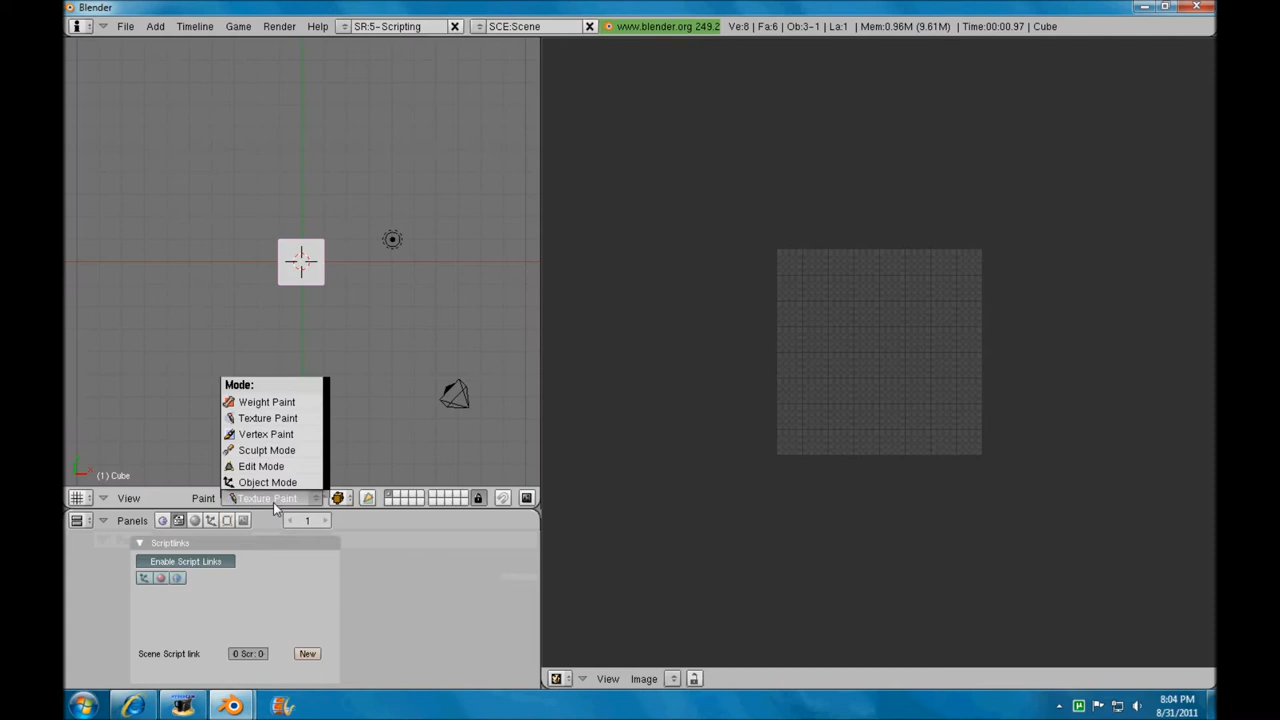 Blender
File Add Timeline Game Render Help SR:5-Scripting SCE:Scene www.blender.org 249.2 Ve:8 | Fa:6 | Ob:3-1 | La:1 | Mem:0.96M (9.61M) | Time:00:00.97 | Cube
Mode:
Weight Paint
Texture Paint
Vertex Paint
Sculpt Mode
Edit Mode
Object Mode
(1) Cube
View Paint Texture Paint
Panels 1
Scriptlinks
Enable Script Links
Scene Script link 0 Scr: 0 New
View Image
8:04 PM
8/31/2011